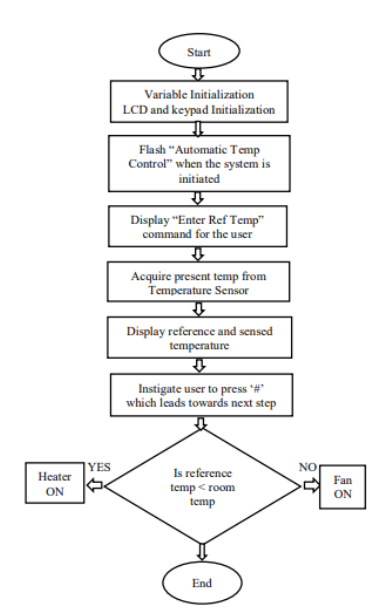 Start
Variable Initialization
LCD and keypad Initialization
Flash “Automatic Temp
Control” when the system is
initiated
Display “Enter Ref Temp”
command for the user
Acquire present temp from
Temperature Sensor
Display reference and sensed
temperature
Instigate user to press ‘#’
which leads towards next step
Is reference
temp < room
temp
YES
Heater
ON
NO
Fan
ON
End